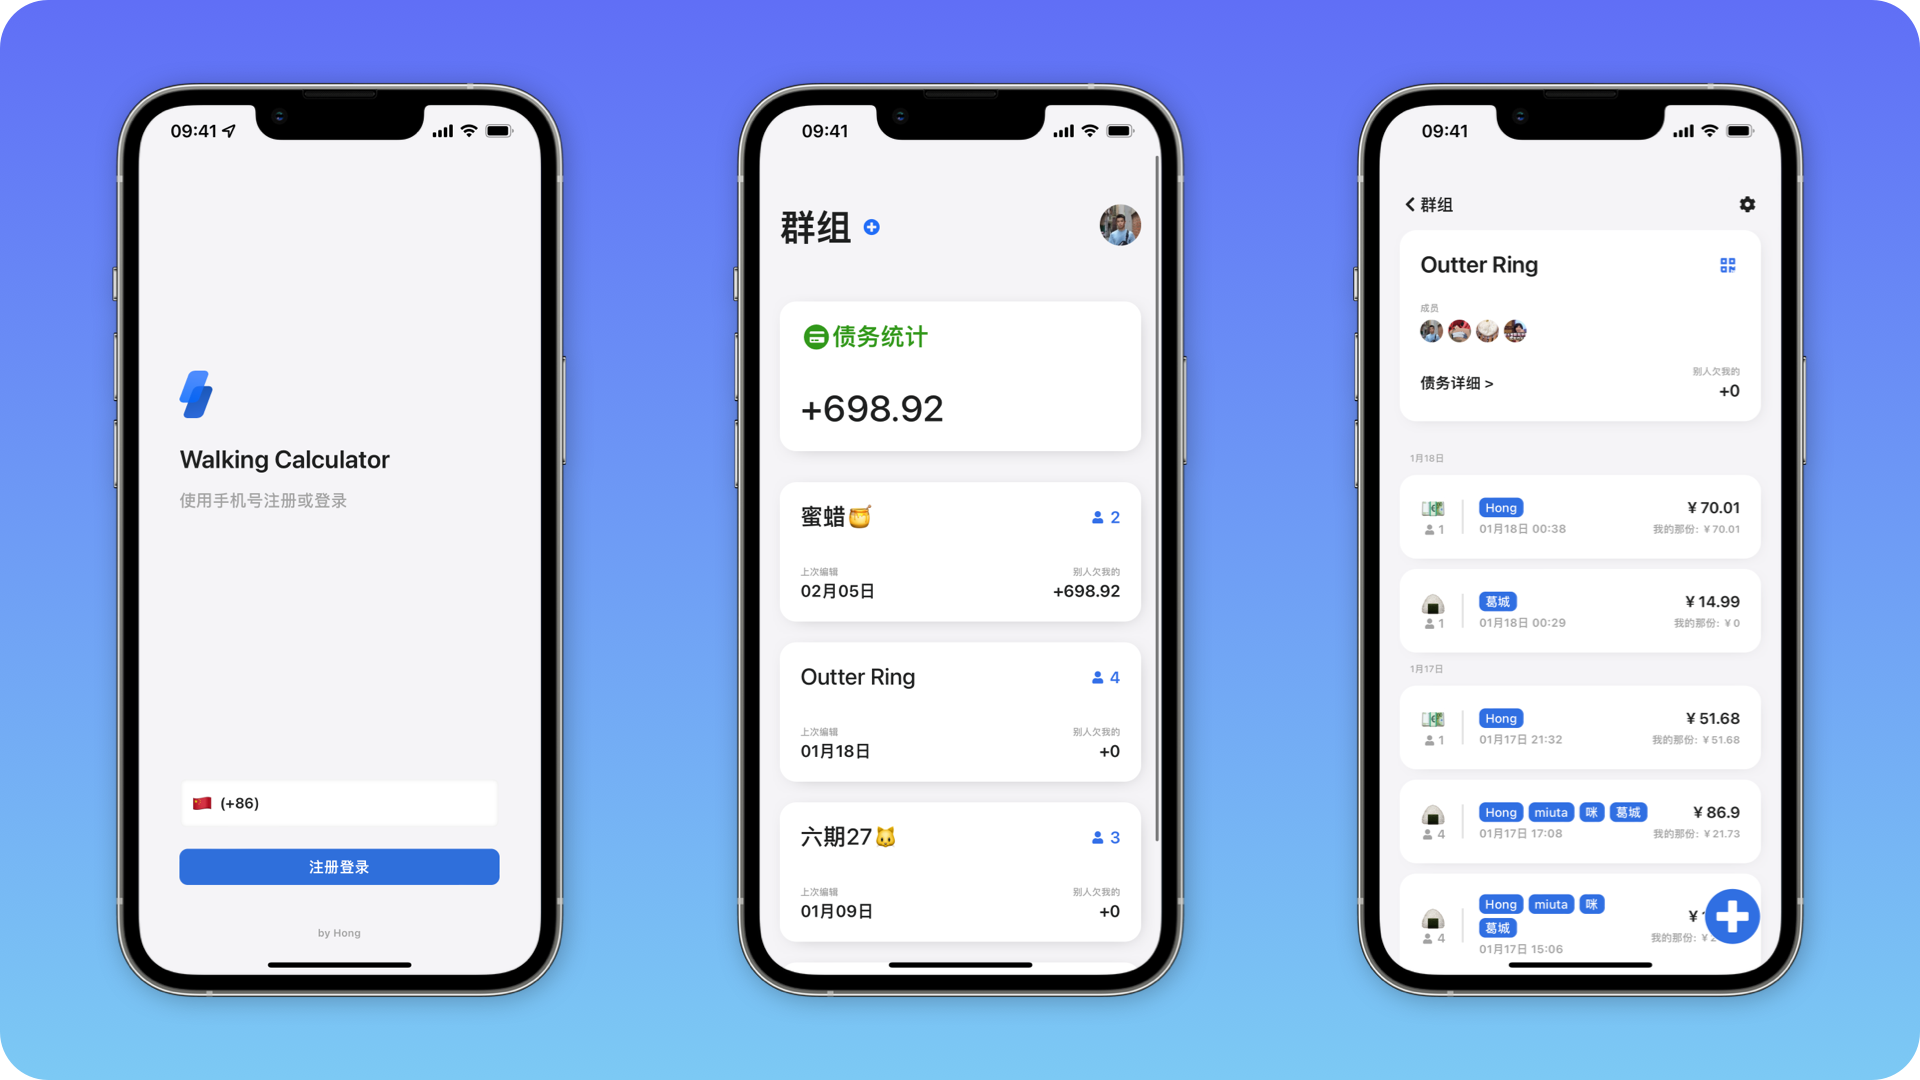 09:41
Walking Calculator
使用手机号注册或登录
(+86)
注册登录
by Hong
09:41
群组
债务统计
+698.92
蜜蜡
2
上次编辑
别人欠我的
02月05日
+698.92
Outter Ring
4
上次编辑
别人欠我的
01月18日
+0
六期27
3
上次编辑
别人欠我的
01月09日
+0
09:41
群组
Outter Ring
成员
别人欠我的
债务详细 >
+0
1月18日
Hong
¥ 70.01
1
01月18日 00:38
我的那份: ¥ 70.01
葛城
¥ 14.99
1
01月18日 00:29
我的那份: ¥ 0
1月17日
Hong
¥ 51.68
1
01月17日 21:32
我的那份: ¥ 51.68
Hong miuta 咪 葛城
¥ 86.9
4
01月17日 17:08
我的那份: ¥ 21.73
Hong miuta 咪
葛城
¥
4
01月17日 15:06
我的那份: ¥